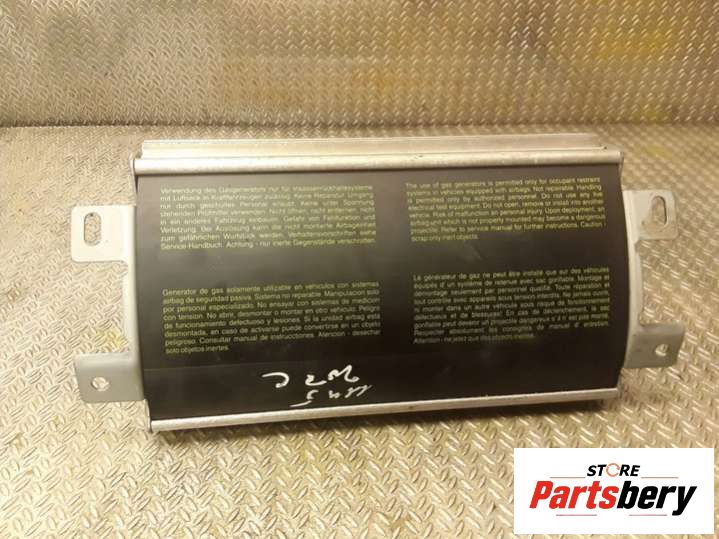 Verwendung des Gasgenerators nur für Insassenrückhaltesysteme
mit Luftsack in Kraftfahrzeugen zulässig. Keine Reparatur. Umgang
nur durch geschultes Personal erlaubt. Keine unter Spannung
stehenden Prüfmittel verwenden. Nicht öffnen, nicht entfernen, nicht
in ein anderes Fahrzeug einbauen. Gefahr von Fehlfunktion und
Verletzung. Bei Auslösung kann die nicht montierte Airbageinheit
zum gefährlichen Wurfgeschoß werden. Verhaltensvorschriften siehe
Service-Handbuch. Achtung - nur inerte Gegenstände verschrotten.
The use of gas generators is permitted only for occupant restraint
systems in vehicles equipped with airbags. Not repairable. Handling
is permitted only by authorized personnel. Do not use any live
electrical test equipment. Do not open, remove or install into another
vehicle. Risk of malfunction an personal injury. Upon deployment, an
airbag unit which is not properly mounted may become a dangerous
projectile. Refer to service manual for further instructions. Caution :
scrap only inert objects.
Generador de gas solamente utilizable en vehiculos con sistemas
airbag de seguridad pasiva. Sistema no reparable. Manipulacion solo
por personal especializado. No ensayar con sistemas de medicion
con tensión. No abrir, desmontar o montar en otro vehiculo. Peligro
de funcionamiento defectuoso y lesiones. Si la unidad airbag esta
desmontada, en caso de activarse puede convertirse en un objeto
peligroso. Consultar manual de instrucciones. Atención - desechar
solo objetos inertes.
Le générateur de gaz ne peut être installé que sur des véhicules
équipés d'un système de retenue avec sac gonflable. Montage et
démontage seulement par personnel qualifié. Toute réparation et
tout contrôle avec appareils sous tension interdits. Ne jamais ouvrir,
ni monter dans un autre véhicule sous risque de fonctionnement
défectueux et de blessures! En cas de déclenchement, le sac
gonflable peut devenir un projectile dangereux s'il n'est pas monté.
Respecter absolument les consignes de manuel d'entretien.
Attention - ne jetez que des objets inertes.
STORE
Partsbery